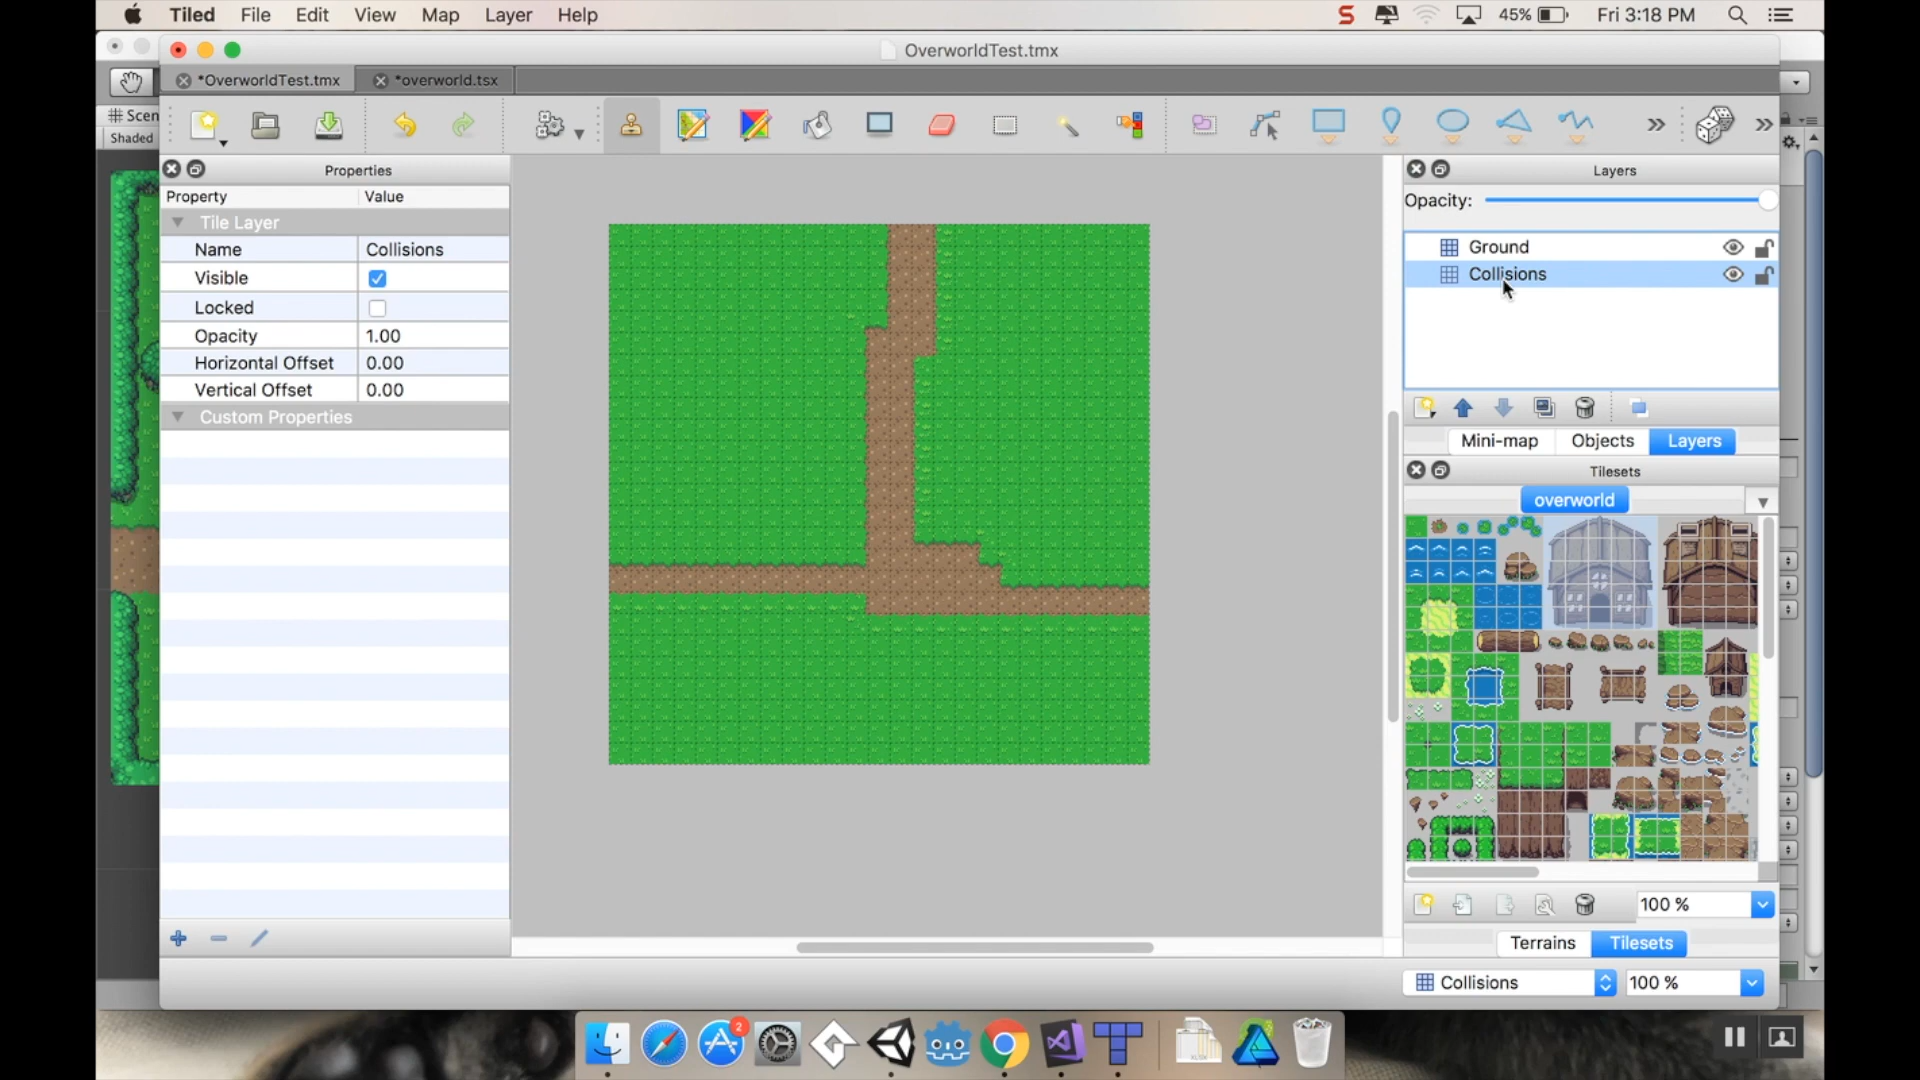 Tiled File Edit View Map Layer Help
S 45% Fri 3:18 PM
OverworldTest.tmx
*OverworldTest.tmx *overworld.tsx
Scen
Shaded
Properties
Property Value
Tile Layer
Name Collisions
Visible
Locked
Opacity 1.00
Horizontal Offset 0.00
Vertical Offset 0.00
Custom Properties
Layers
Opacity:
Ground
Collisions
Mini-map Objects Layers
Tilesets
overworld
100 %
Terrains Tilesets
Collisions 100 %
2
XLSX